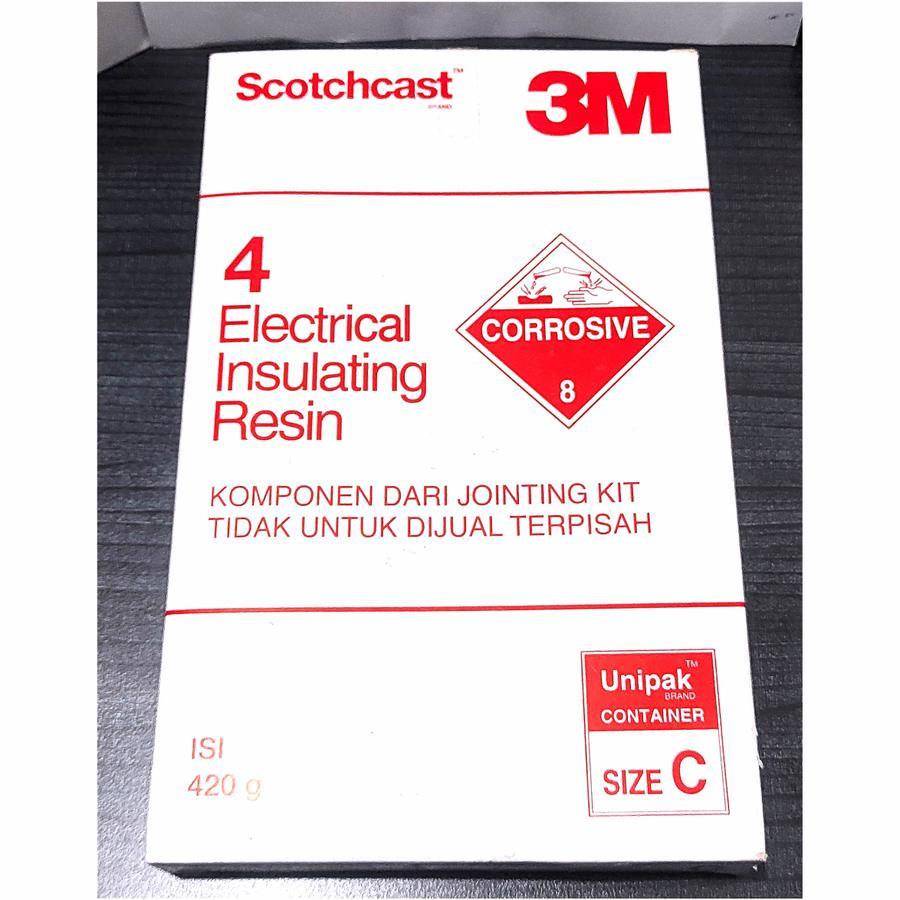 Scotchcast™
BRAND
3M
4
Electrical
Insulating
Resin
CORROSIVE
8
KOMPONEN DARI JOINTING KIT
TIDAK UNTUK DIJUAL TERPISAH
Unipak™
BRAND
CONTAINER
SIZE C
ISI
420 g